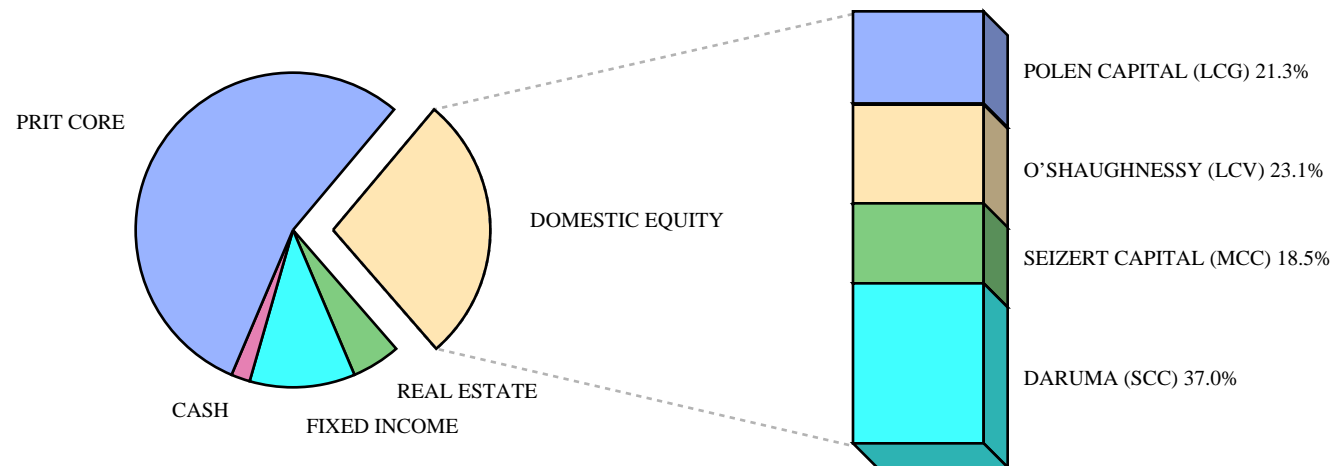 PRIT CORE
DOMESTIC EQUITY
REAL ESTATE
FIXED INCOME
CASH
POLEN CAPITAL (LCG) 21.3%
O'SHAUGHNESSY (LCV) 23.1%
SEIZERT CAPITAL (MCC) 18.5%
DARUMA (SCC) 37.0%